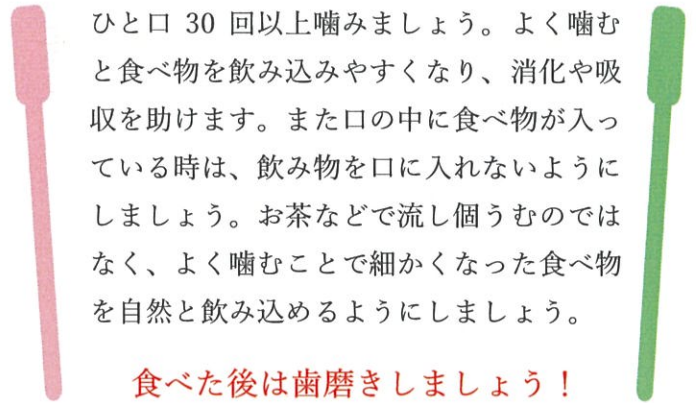 ひと口 30 回以上噛みましょう。よく噛む
と食べ物を飲み込みやすくなり、消化や吸
収を助けます。また口の中に食べ物が入っ
ている時は、飲み物を口に入れないように
しましょう。お茶などで流し個うむのでは
なく、よく噛むことで細かくなった食べ物
を自然と飲み込めるようにしましょう。
食べた後は歯磨きしましょう！